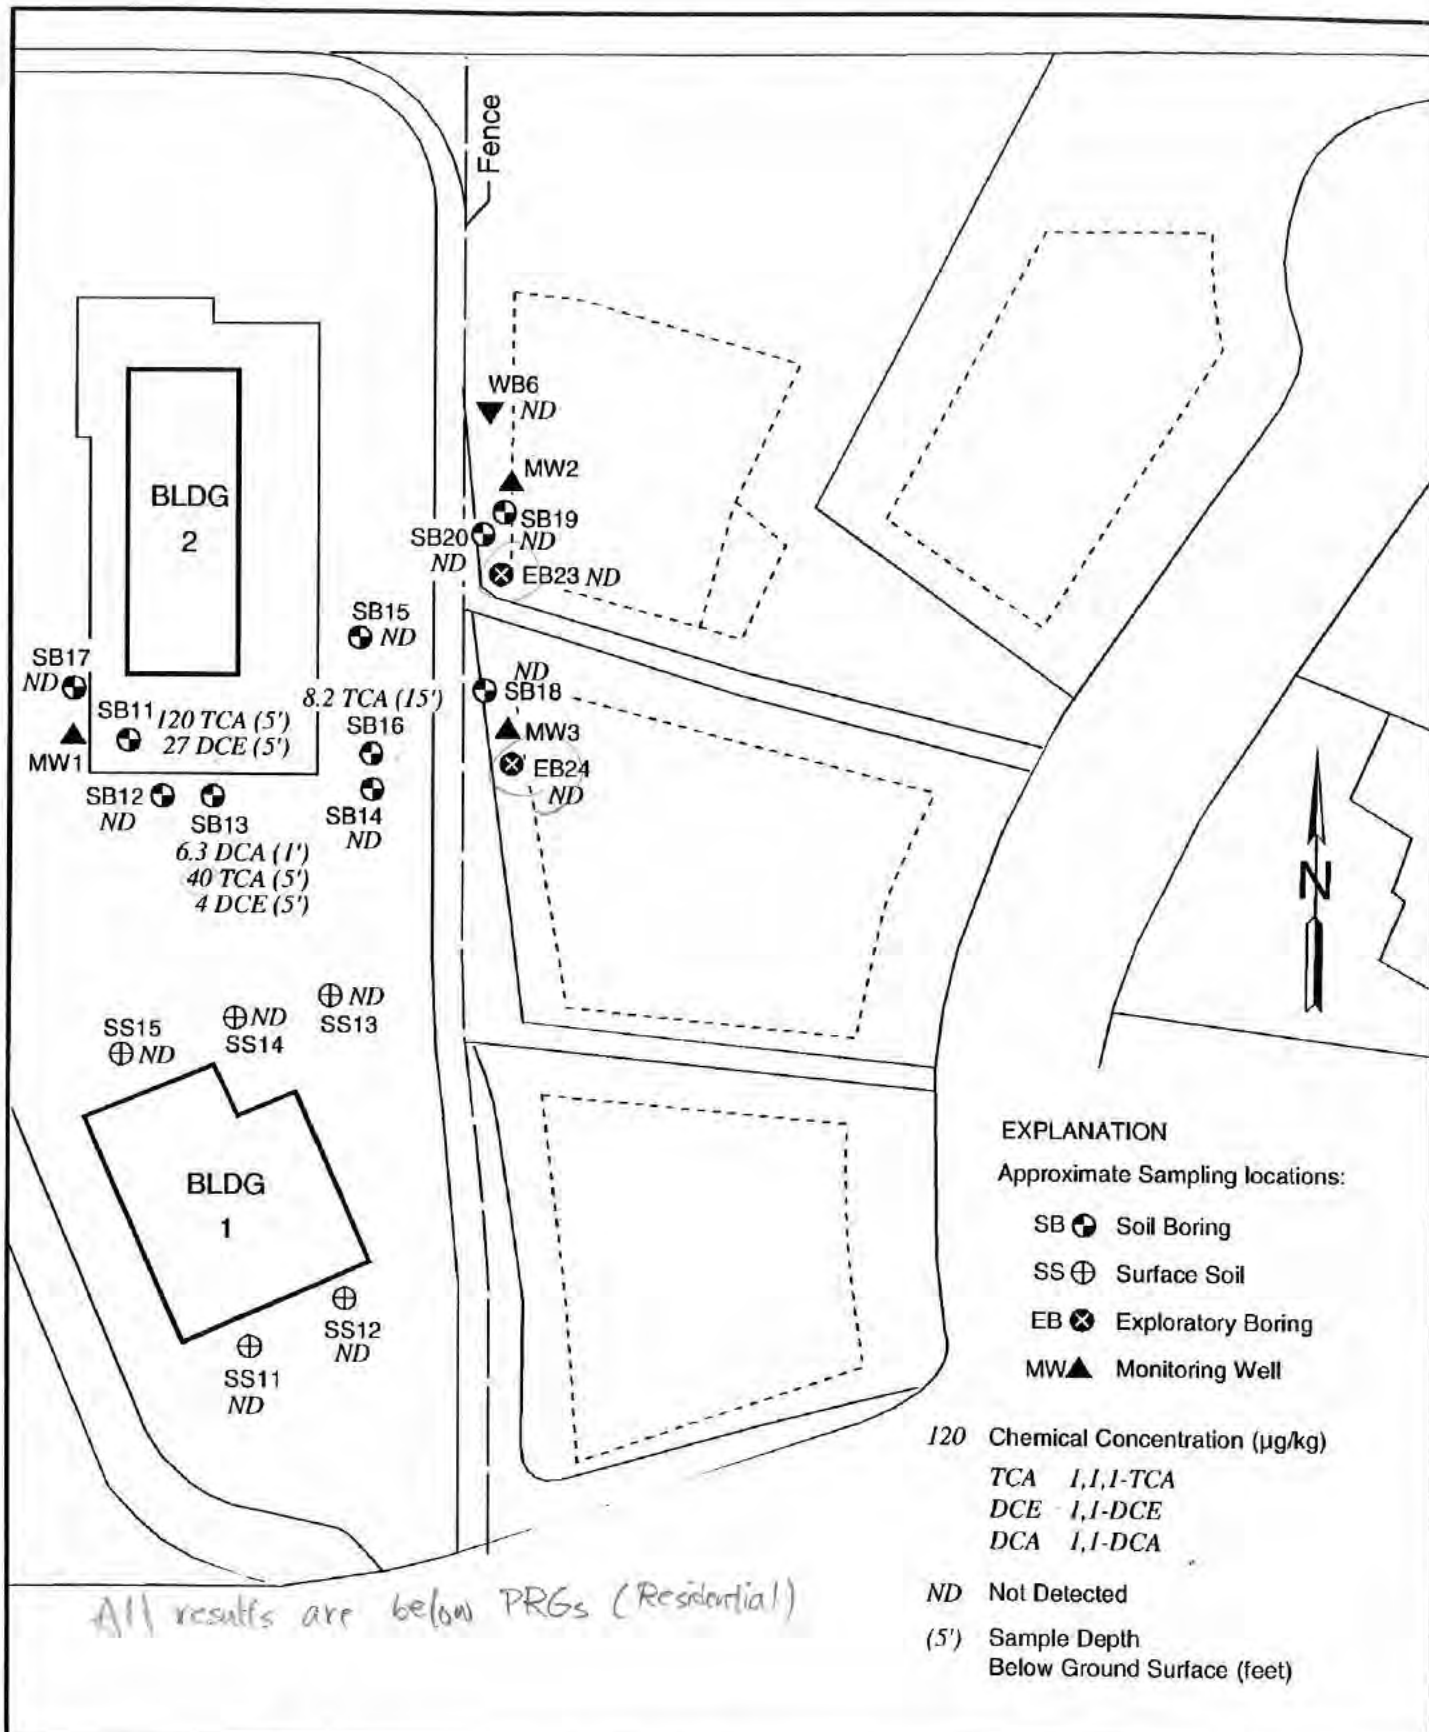 Fence
WB6
ND
MW2
SB19
ND
SB20
ND
EB23 ND
BLDG
2
SB15
ND
SB17
ND
SB11
120 TCA (5')
27 DCE (5')
MW1
8.2 TCA (15')
SB16
ND
SB18
MW3
EB24
ND
SB12
ND
SB13
6.3 DCA (1')
40 TCA (5')
4 DCE (5')
SB14
ND
N
ND
SS13
ND
SS14
SS15
ND
BLDG
1
SS12
ND
SS11
ND
EXPLANATION
Approximate Sampling locations:
SB Soil Boring
SS Surface Soil
EB Exploratory Boring
MW Monitoring Well
120 Chemical Concentration (µg/kg)
TCA 1,1,1-TCA
DCE 1,1-DCE
DCA 1,1-DCA
ND Not Detected
(5') Sample Depth
Below Ground Surface (feet)
All results are below PRGs (Residential)